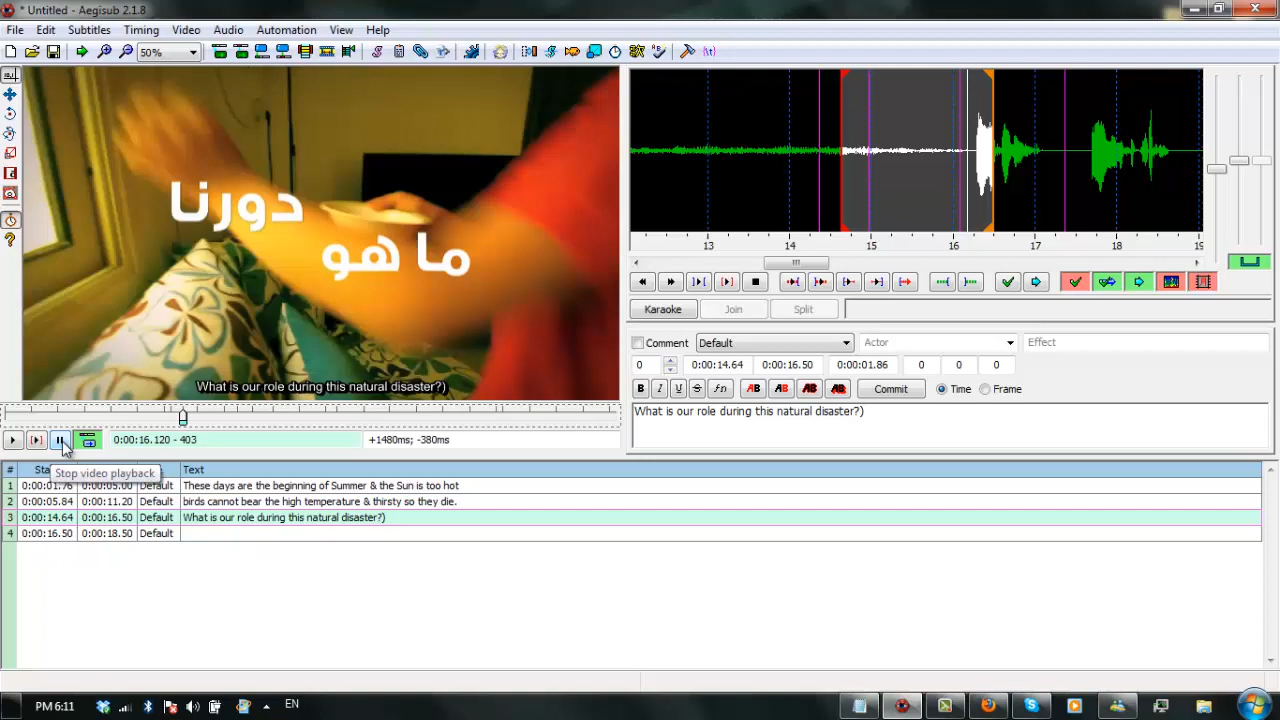 * Untitled - Aegisub 2.1.8
File Edit Subtitles Timing Video Audio Automation View Help
50%
دورنا
ما هو
What is our role during this natural disaster?)
13 14 15 16 17 18 19
Karaoke Join Split
Comment Default Actor Effect
0 0:00:14.64 0:00:16.50 0:00:01.86 0 0 0
B I U S fn AB AB AB AB Commit Time Frame
What is our role during this natural disaster?)
0:00:16.120 - 403 +1480ms; -380ms
Stop video playback
# Sta Text
1 0:00:01.76 0:00:05.00 Default These days are the beginning of Summer & the Sun is too hot
2 0:00:05.84 0:00:11.20 Default birds cannot bear the high temperature & thirsty so they die.
3 0:00:14.64 0:00:16.50 Default What is our role during this natural disaster?)
4 0:00:16.50 0:00:18.50 Default
PM 6:11 EN